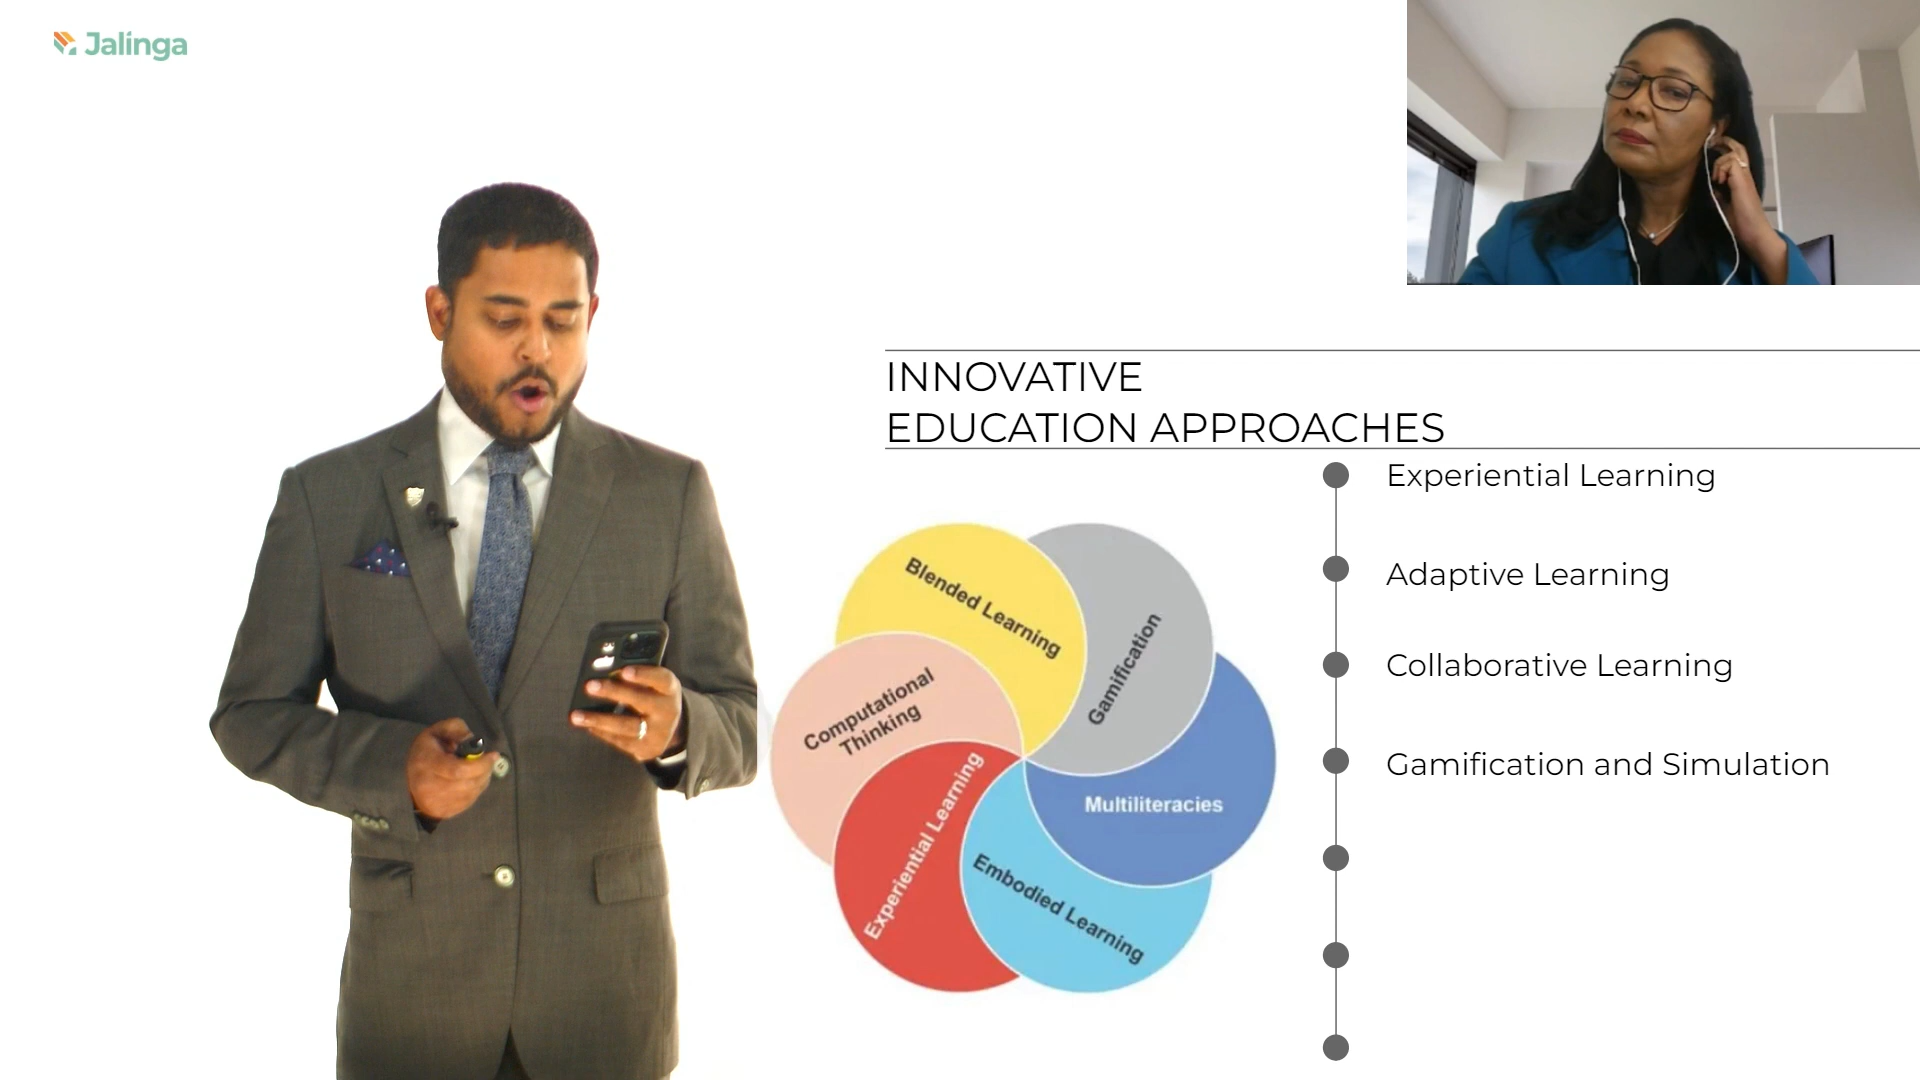 Jalinga
INNOVATIVE
EDUCATION APPROACHES
Experiential Learning
Adaptive Learning
Collaborative Learning
Gamification and Simulation
Blended Learning
Gamification
Computational
Thinking
Multiliteracies
Experiential Learning
Embodied Learning